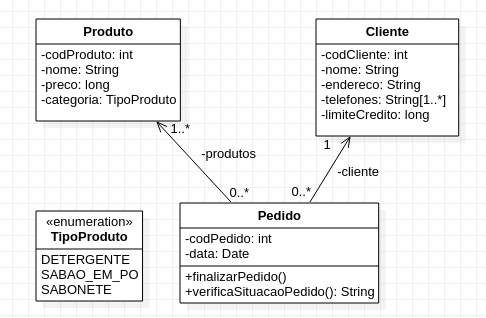 Produto
-codProduto: int
-nome: String
-preco: long
-categoria: TipoProduto
Cliente
-codCliente: int
-nome: String
-endereco: String
-telefones: String[1..*]
-limiteCredito: long
1..*
1
-produtos
-cliente
0..*
0..*
«enumeration»
TipoProduto
DETERGENTE
SABAO_EM_PO
SABONETE
Pedido
-codPedido: int
-data: Date
+finalizarPedido()
+verificaSituacaoPedido(): String